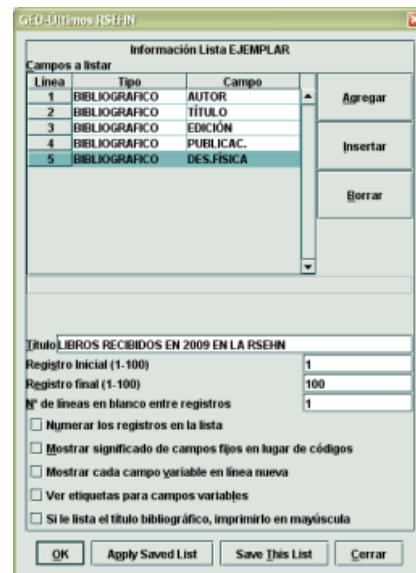 GEO-Últimos RSEHN
Información Lista EJEMPLAR
Campos a listar
Línea Tipo Campo
1 BIBLIOGRAFICO AUTOR
2 BIBLIOGRAFICO TÍTULO
3 BIBLIOGRAFICO EDICIÓN
4 BIBLIOGRAFICO PUBLICAC.
5 BIBLIOGRAFICO DES.FÍSICA
Agregar
Insertar
Borrar
Título LIBROS RECIBIDOS EN 2009 EN LA RSEHN
Registro Inicial (1-100) 1
Registro final (1-100) 100
Nº de líneas en blanco entre registros 1
Numerar los registros en la lista
Mostrar significado de campos fijos en lugar de códigos
Mostrar cada campo variable en línea nueva
Ver etiquetas para campos variables
Si le lista el título bibliográfico, imprimirlo en mayúscula
OK Apply Saved List Save This List Cerrar